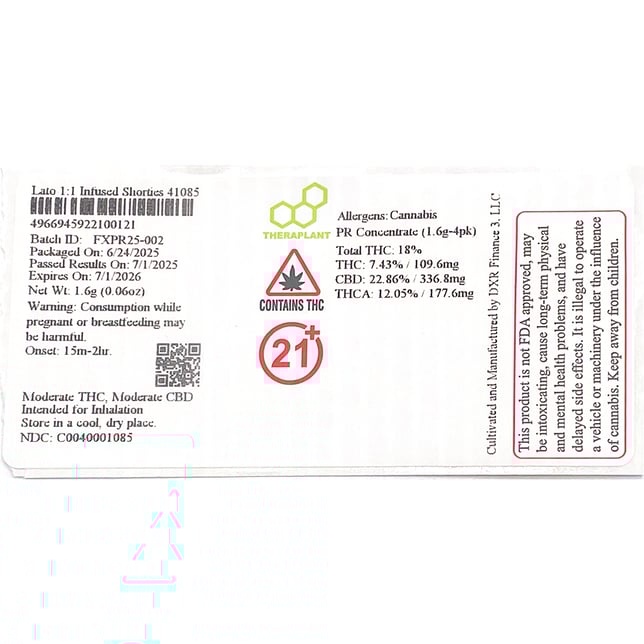 Lato 1:1 Infused Shorties 41085
4966945922100121
Batch ID: FXPR25-002
Packaged On: 6/24/2025
Passed Results On: 7/1/2025
Expires On: 7/1/2026
Net Wt: 1.6g (0.06oz)
Warning: Consumption while
pregnant or breastfeeding may
be harmful.
Onset: 15m-2hr.
Moderate THC, Moderate CBD
Intended for Inhalation
Store in a cool, dry place.
NDC: C0040001085
THERAPLANT
CONTAINS THC
21+
Allergens: Cannabis
PR Concentrate (1.6g-4pk)
Total THC: 18%
THC: 7.43% / 109.6mg
CBD: 22.86% / 336.8mg
THCA: 12.05% / 177.6mg
Cultivated and Manufactured by DXR Finance 3, LLC
This product is not FDA approved, may
be intoxicating, cause long-term physical
and mental health problems, and have
delayed side effects. It is illegal to operate
a vehicle or machinery under the influence
of cannabis. Keep away from children.